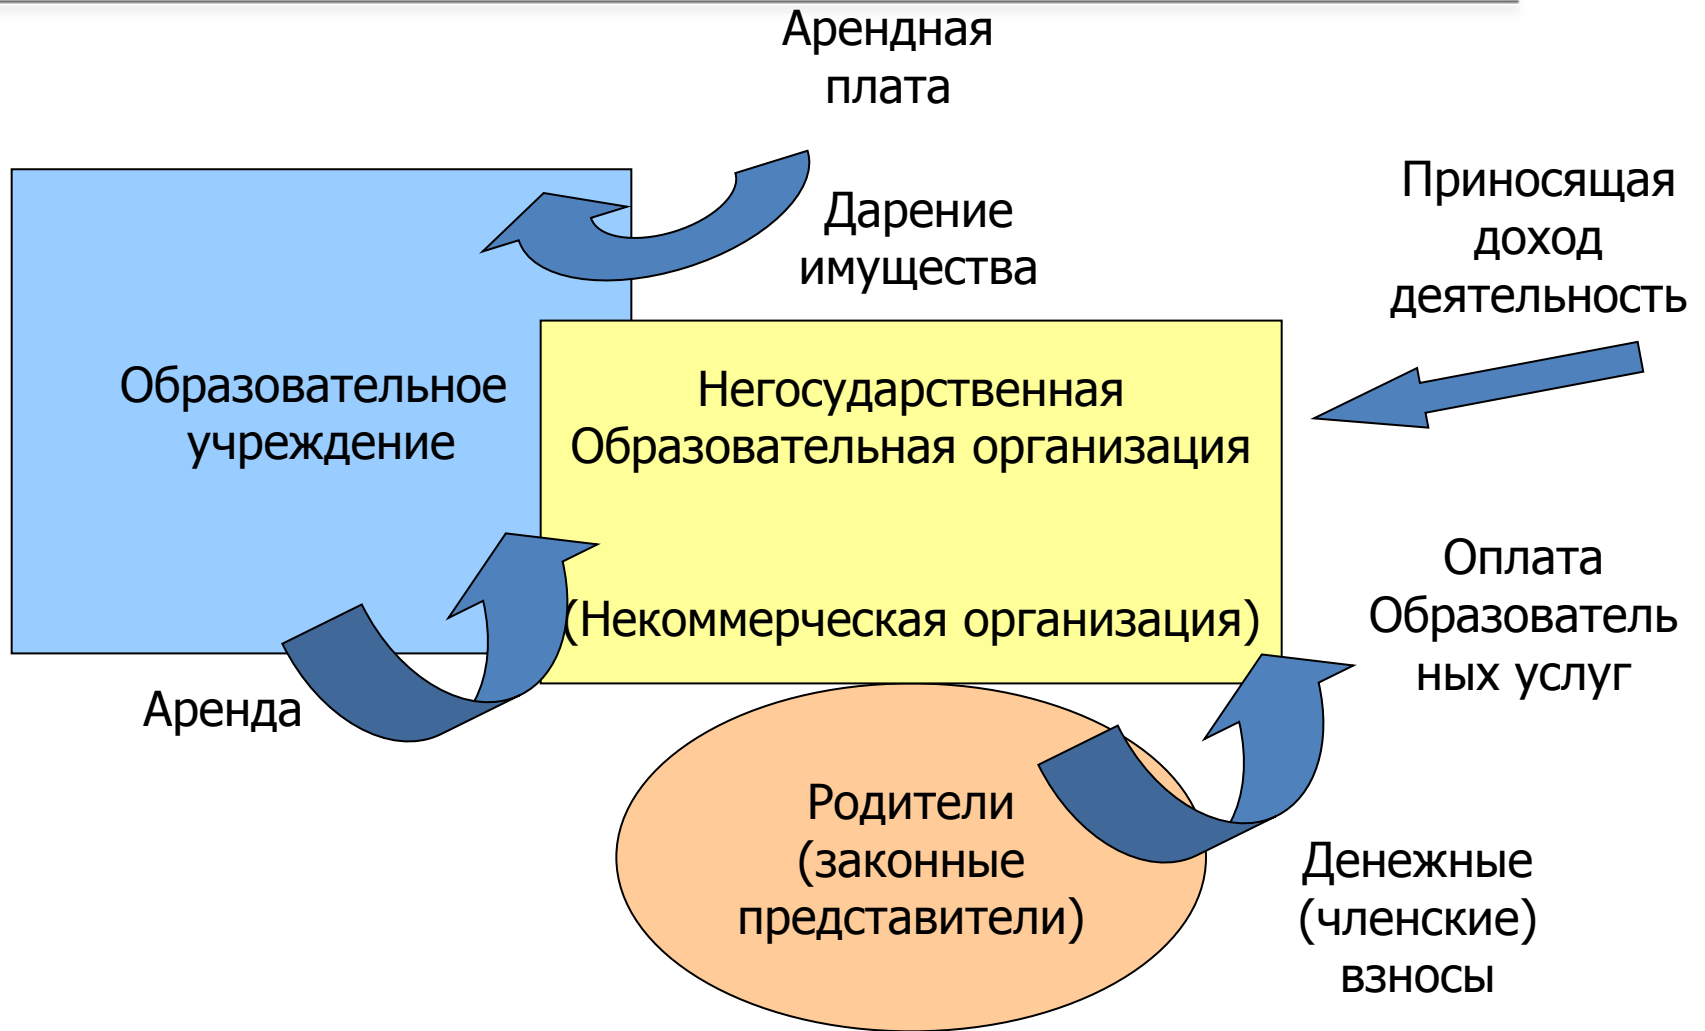 Арендная
плата
Дарение
имущества
Приносящая
доход
деятельность
Образовательное
учреждение
Негосударственная
Образовательная организация
(Некоммерческая организация)
Аренда
Оплата
Образователь
ных услуг
Родители
(законные
представители)
Денежные
(членские)
взносы